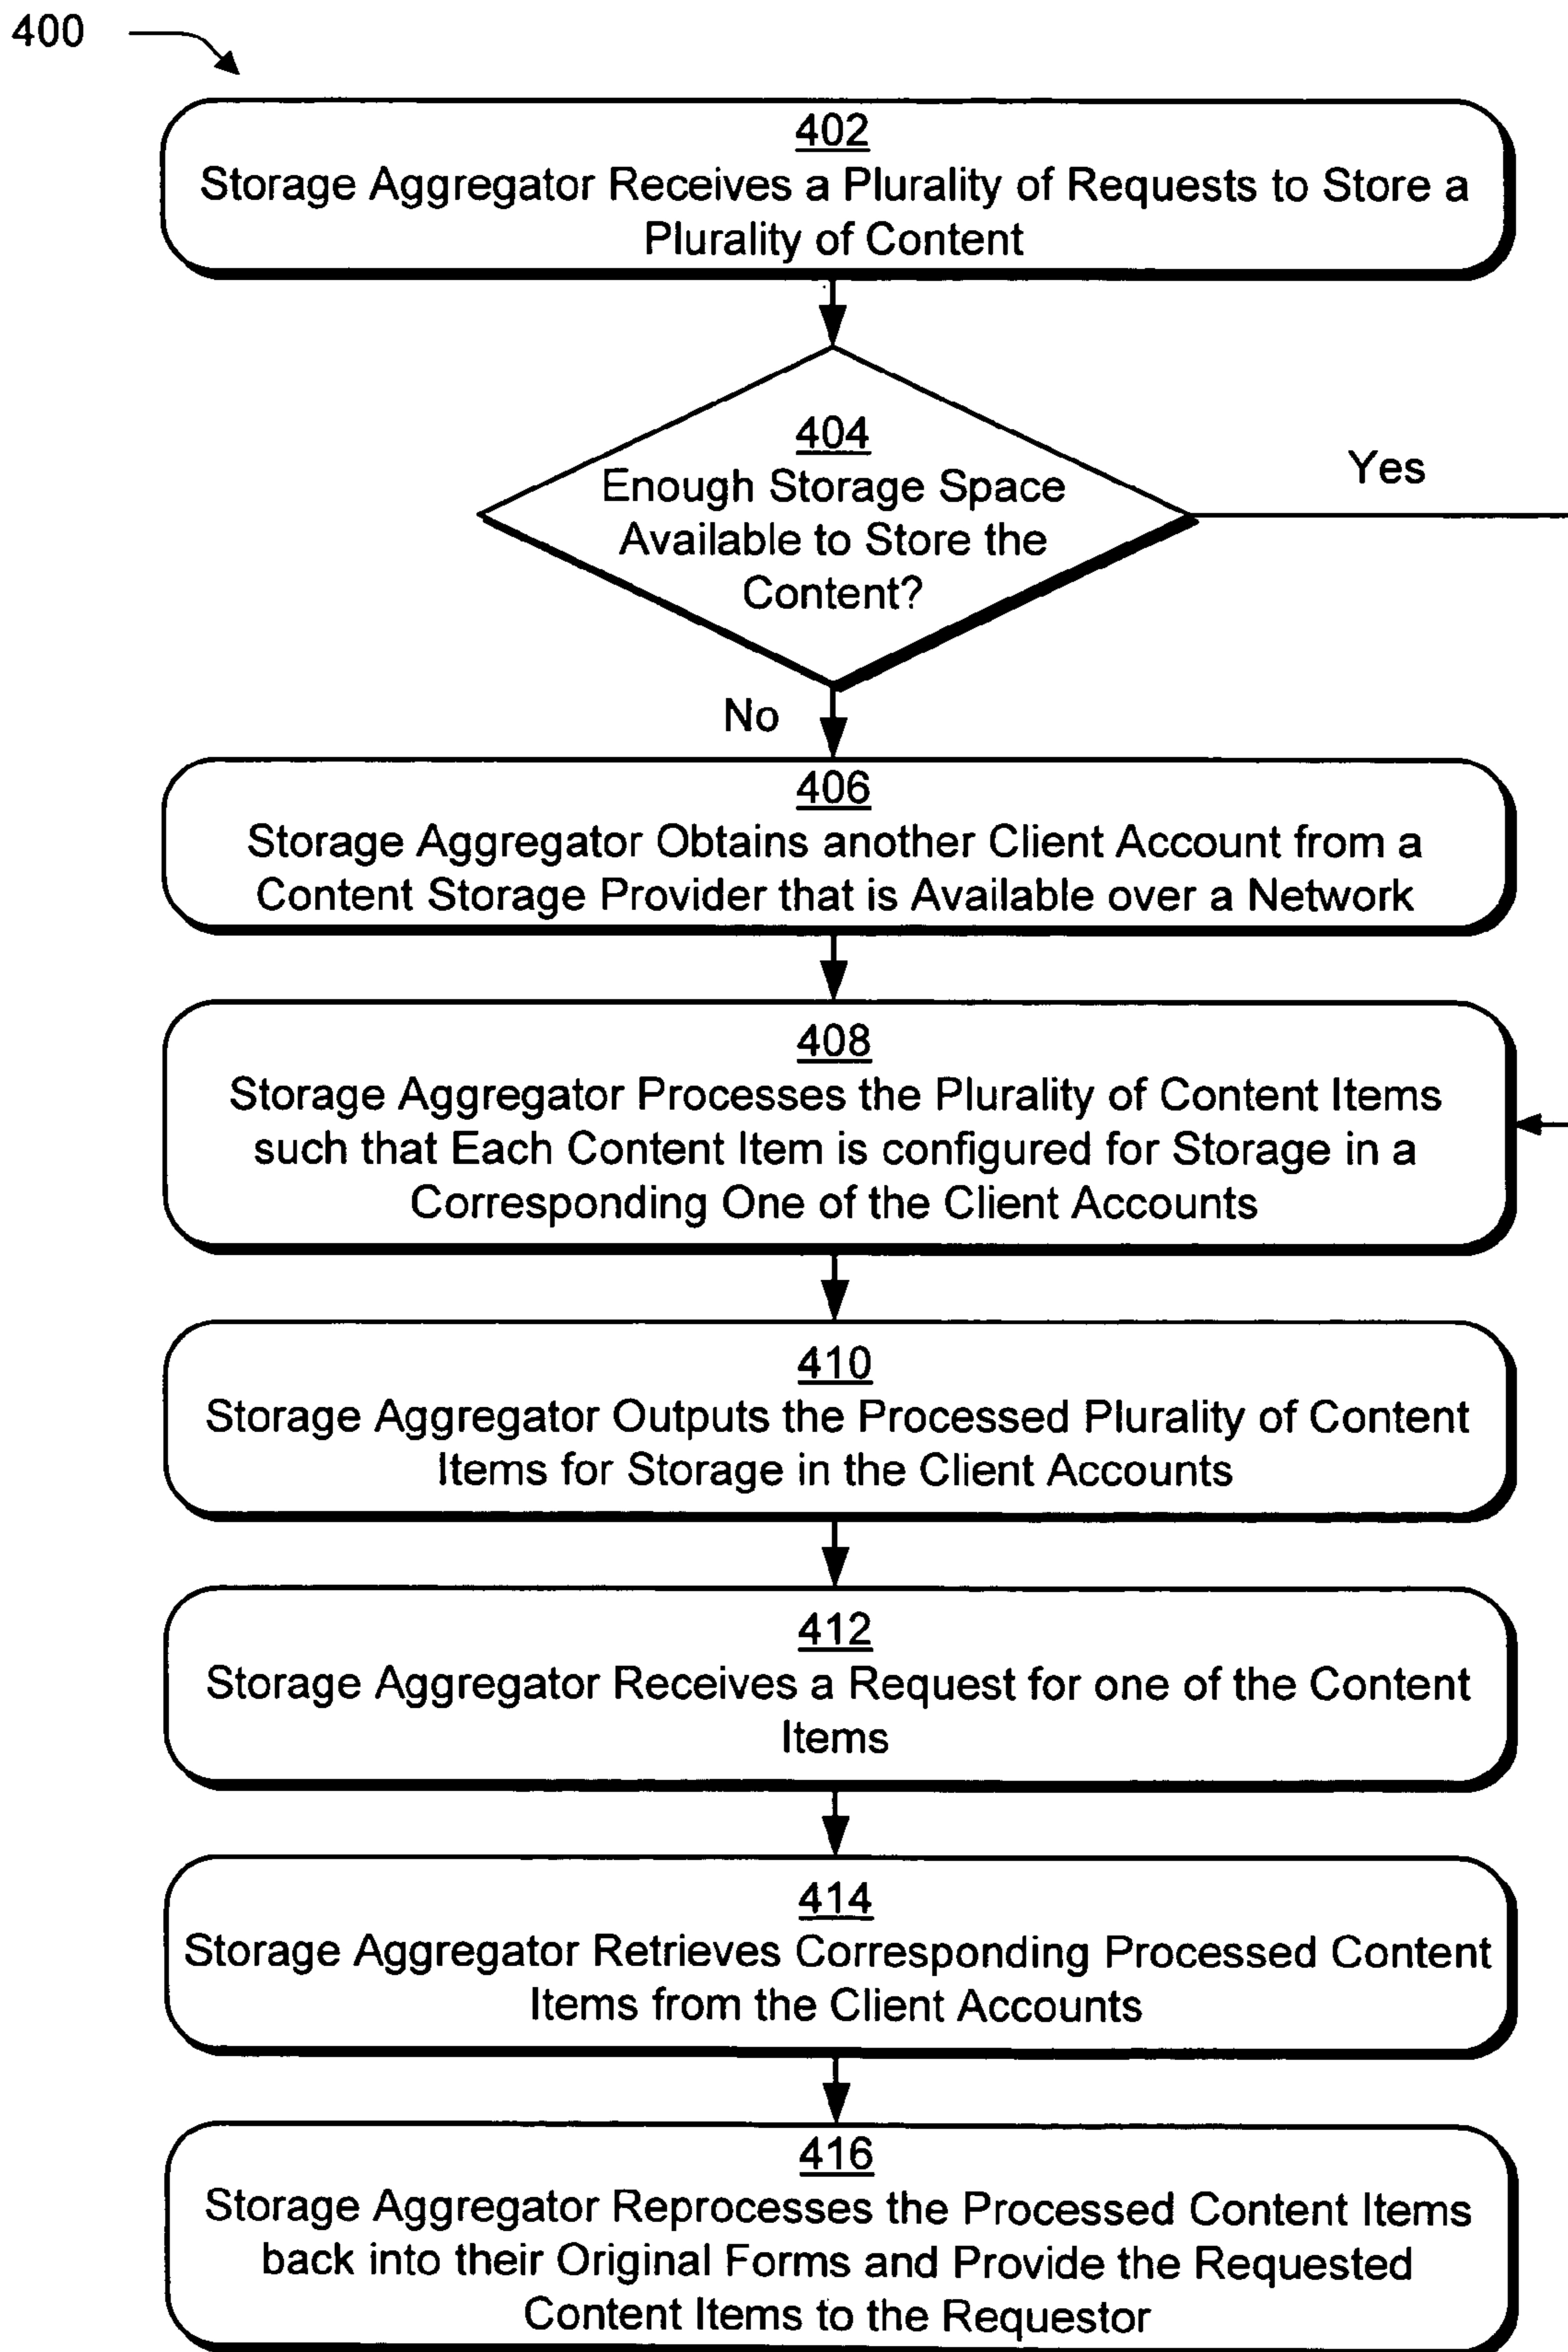 400
402
Storage Aggregator Receives a Plurality of Requests to Store a
Plurality of Content
404
Enough Storage Space
Available to Store the
Content?
Yes
No
406
Storage Aggregator Obtains another Client Account from a
Content Storage Provider that is Available over a Network
408
Storage Aggregator Processes the Plurality of Content Items
such that Each Content Item is configured for Storage in a
Corresponding One of the Client Accounts
410
Storage Aggregator Outputs the Processed Plurality of Content
Items for Storage in the Client Accounts
412
Storage Aggregator Receives a Request for one of the Content
Items
414
Storage Aggregator Retrieves Corresponding Processed Content
Items from the Client Accounts
416
Storage Aggregator Reprocesses the Processed Content Items
back into their Original Forms and Provide the Requested
Content Items to the Requestor